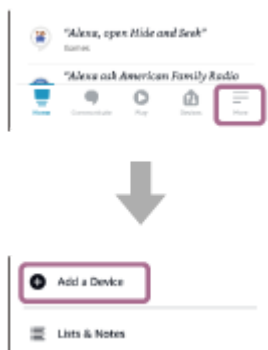 "Alexa, open Hide and Seek"
Games
"Alexa ask American Family Radio
Home
Communicate
Play
Devices
More
Add a Device
Lists & Notes